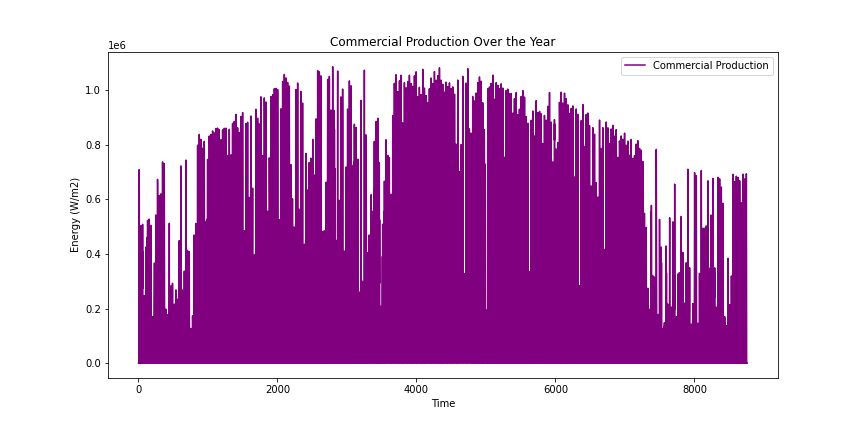 Commercial Production Over the Year
1e6
Commercial Production
1.0
0.8
0.6
0.4
0.2
0.0
Energy (W/m2)
0 2000 4000 6000 8000
Time